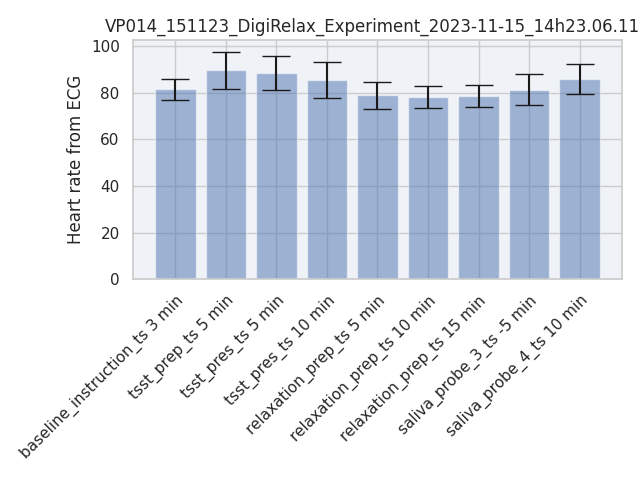 VP014_151123_DigiRelax_Experiment_2023-11-15_14h23.06.11
Heart rate from ECG
100
80
60
40
20
0
baseline_instruction_ts 3 min
tsst_prep_ts 5 min
tsst_pres_ts 5 min
tsst_pres_ts 10 min
relaxation_prep_ts 5 min
relaxation_prep_ts 10 min
relaxation_prep_ts 15 min
saliva_probe_3_ts -5 min
saliva_probe_4_ts 10 min